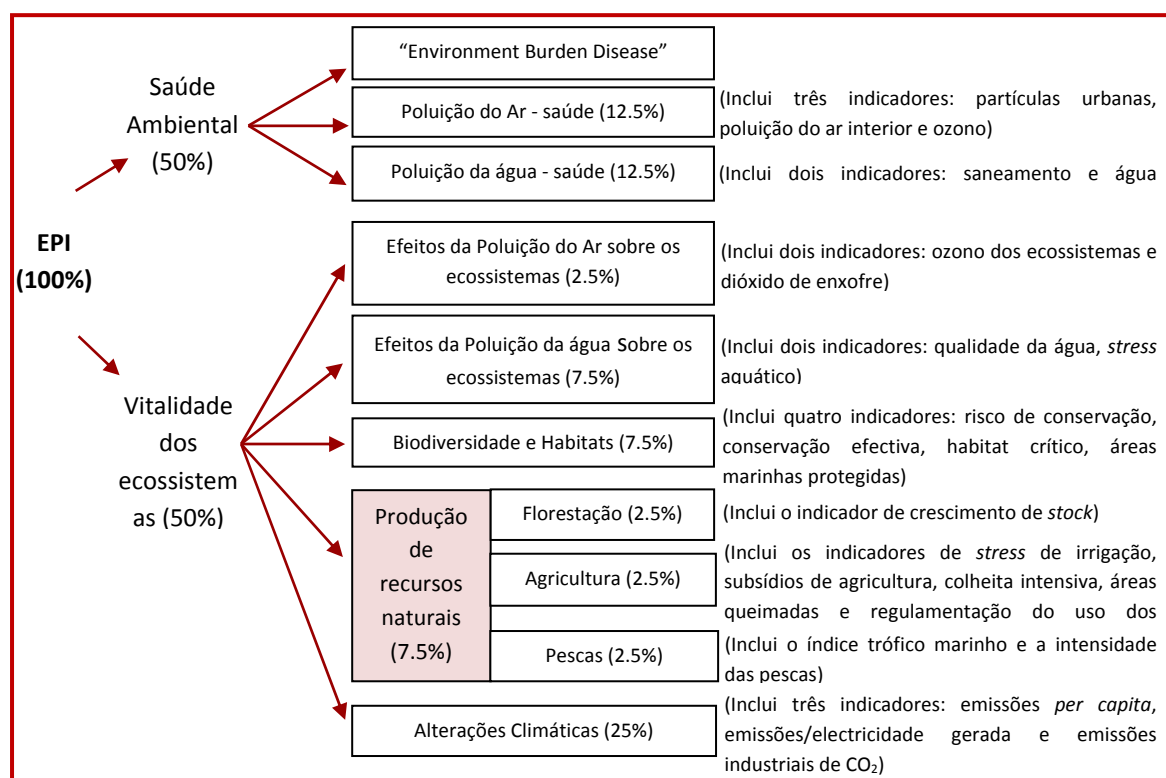 “Environment Burden Disease”
Saúde
Ambiental
(50%)
Poluição do Ar - saúde (12.5%)
(Inclui três indicadores: partículas urbanas,
poluição do ar interior e ozono)
Poluição da água - saúde (12.5%)
(Inclui dois indicadores: saneamento e água
EPI
(100%)
Efeitos da Poluição do Ar sobre os
ecossistemas (2.5%)
(Inclui dois indicadores: ozono dos ecossistemas e
dióxido de enxofre)
Efeitos da Poluição da água Sobre os
ecossistemas (7.5%)
(Inclui dois indicadores: qualidade da água, stress
aquático)
Vitalidade
dos
ecossistem
as (50%)
Biodiversidade e Habitats (7.5%)
(Inclui quatro indicadores: risco de conservação,
conservação efectiva, habitat crítico, áreas
marinhas protegidas)
Produção
de
recursos
naturais
(7.5%)
Florestação (2.5%)
(Inclui o indicador de crescimento de stock)
Agricultura (2.5%)
(Inclui os indicadores de stress de irrigação,
subsídios de agricultura, colheita intensiva, áreas
queimadas e regulamentação do uso dos
Pescas (2.5%)
(Inclui o índice trófico marinho e a intensidade
das pescas)
Alterações Climáticas (25%)
(Inclui três indicadores: emissões per capita,
emissões/electricidade gerada e emissões
industriais de CO₂)